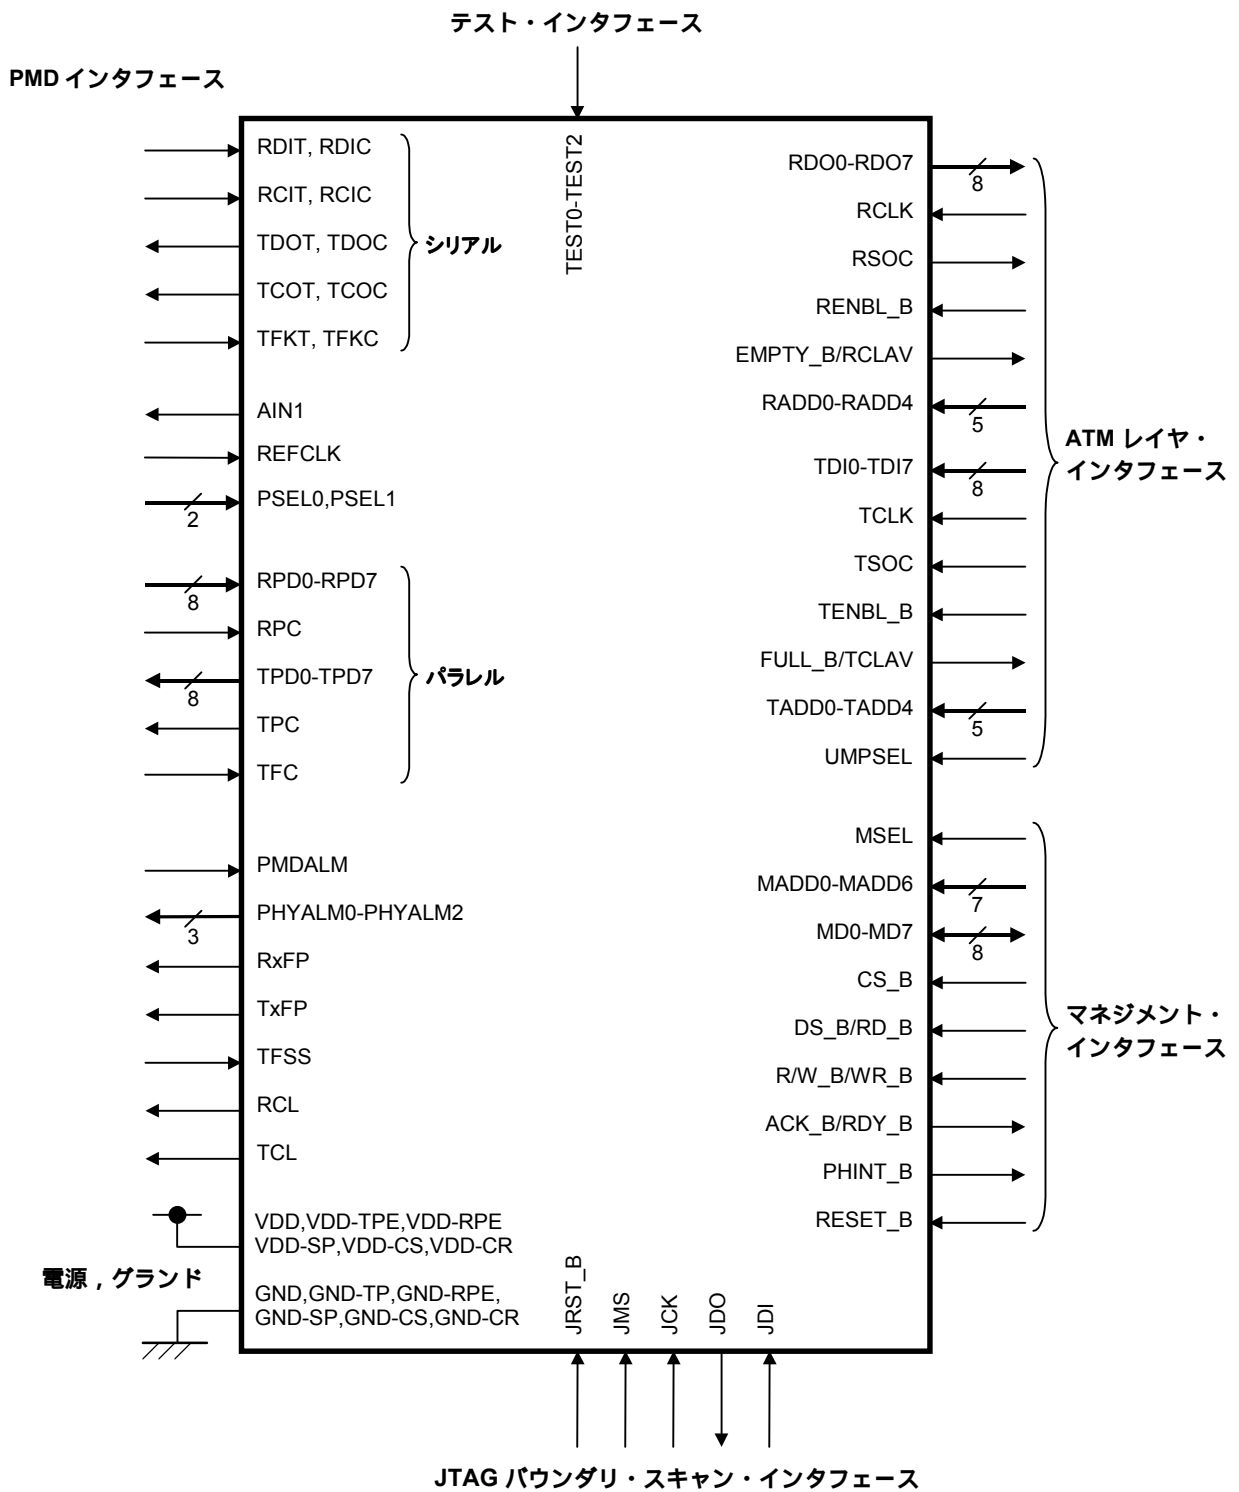 テスト・インタフェース
PMD インタフェース
TEST0-TEST2
RDIT, RDIC
RCIT, RCIC
TDOT, TDOC
TCOT, TCOC
TFKT, TFKC
シリアル
AIN1
REFCLK
PSEL0,PSEL1
2
RPD0-RPD7
8
RPC
TPD0-TPD7
8
TPC
TFC
パラレル
PMDALM
PHYALM0-PHYALM2
3
RxFP
TxFP
TFSS
RCL
TCL
VDD,VDD-TPE,VDD-RPE
VDD-SP,VDD-CS,VDD-CR
電源，グランド
GND,GND-TP,GND-RPE,
GND-SP,GND-CS,GND-CR
RDO0-RDO7
8
RCLK
RSOC
RENBL_B
EMPTY_B/RCLAV
RADD0-RADD4
5
TDI0-TDI7
8
TCLK
TSOC
TENBL_B
FULL_B/TCLAV
TADD0-TADD4
5
UMPSEL
ATM レイヤ・
インタフェース
MSEL
MADD0-MADD6
7
MD0-MD7
8
CS_B
DS_B/RD_B
R/W_B/WR_B
ACK_B/RDY_B
PHINT_B
RESET_B
マネジメント・
インタフェース
JRST_B
JMS
JCK
JDO
JDI
JTAG バウンダリ・スキャン・インタフェース